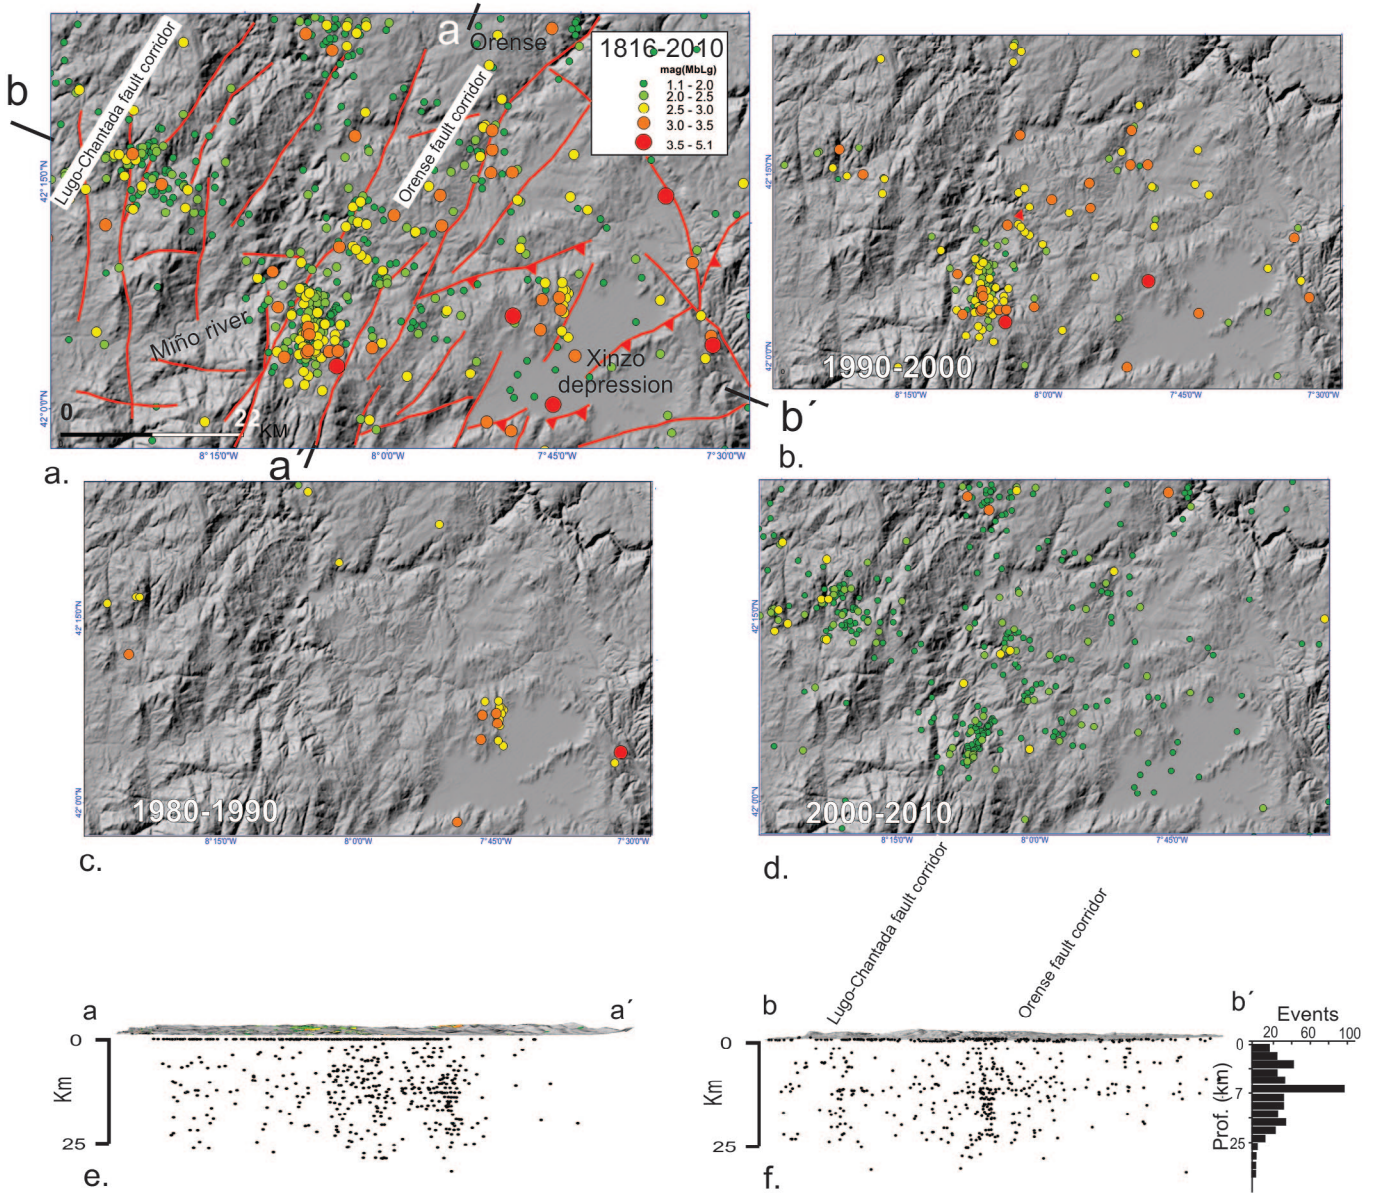 a
Orense
1816-2010
mag(MbLg)
1.1 - 2.0
2.0 - 2.5
2.5 - 3.0
3.0 - 3.5
3.5 - 5.1
Lugo-Chantada fault corridor
Orense fault corridor
b
42°15'0"N
42°0'0"N
Miño river
Xinzo
depression
0
22
KM
b´
a´
8°15'0"W
8°00'W
7°45'0"W
7°30'0"W
a.
42°15'0"N
42°0'0"N
1990-2000
0
8°15'0"W
8°00'W
7°45'0"W
7°30'0"W
b.
42°15'0"N
42°0'0"N
1980-1990
8°15'0"W
8°00'W
7°45'0"W
7°30'0"W
c.
42°15'0"N
42°0'0"N
2000-2010
8°15'0"W
8°00'W
7°45'0"W
d.
a
a´
0
Km
25
e.
Lugo-Chantada fault corridor
Orense fault corridor
b
b´
0
Km
25
f.
Events
20
60
100
0
7
25
Prof. (km)